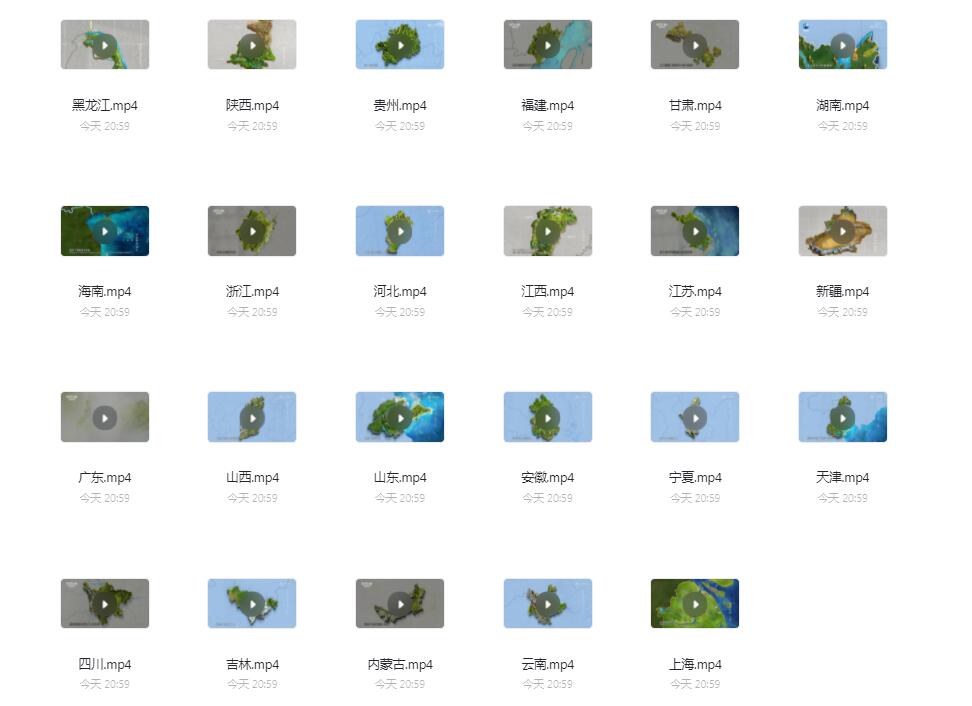 黑龙江.mp4
今天 20:59
陕西.mp4
今天 20:59
贵州.mp4
今天 20:59
福建.mp4
今天 20:59
甘肃.mp4
今天 20:59
湖南.mp4
今天 20:59
海南.mp4
今天 20:59
浙江.mp4
今天 20:59
河北.mp4
今天 20:59
江西.mp4
今天 20:59
江苏.mp4
今天 20:59
新疆.mp4
今天 20:59
广东.mp4
今天 20:59
山西.mp4
今天 20:59
山东.mp4
今天 20:59
安徽.mp4
今天 20:59
宁夏.mp4
今天 20:59
天津.mp4
今天 20:59
四川.mp4
今天 20:59
吉林.mp4
今天 20:59
内蒙古.mp4
今天 20:59
云南.mp4
今天 20:59
上海.mp4
今天 20:59